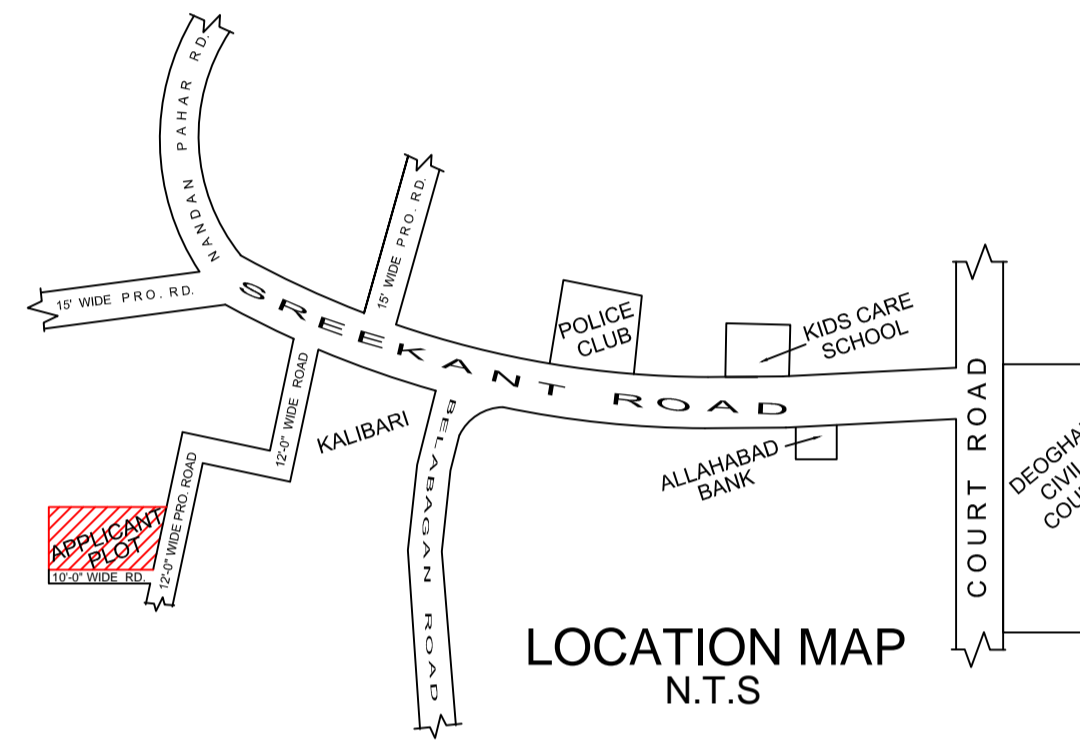 NANDAN PAHAR RD.
15' WIDE PRO. RD.
15' WIDE PRO. RD.
SREEKANT ROAD
POLICE
CLUB
KIDS CARE
SCHOOL
12'-0" WIDE ROAD
KALIBARI
BELABAGAN ROAD
ALLAHABAD
BANK
COURT ROAD
CIVIL
12'-0" WIDE PRO. ROAD
APPLICANT
PLOT
10'-0" WIDE RD.
LOCATION MAP
N.T.S